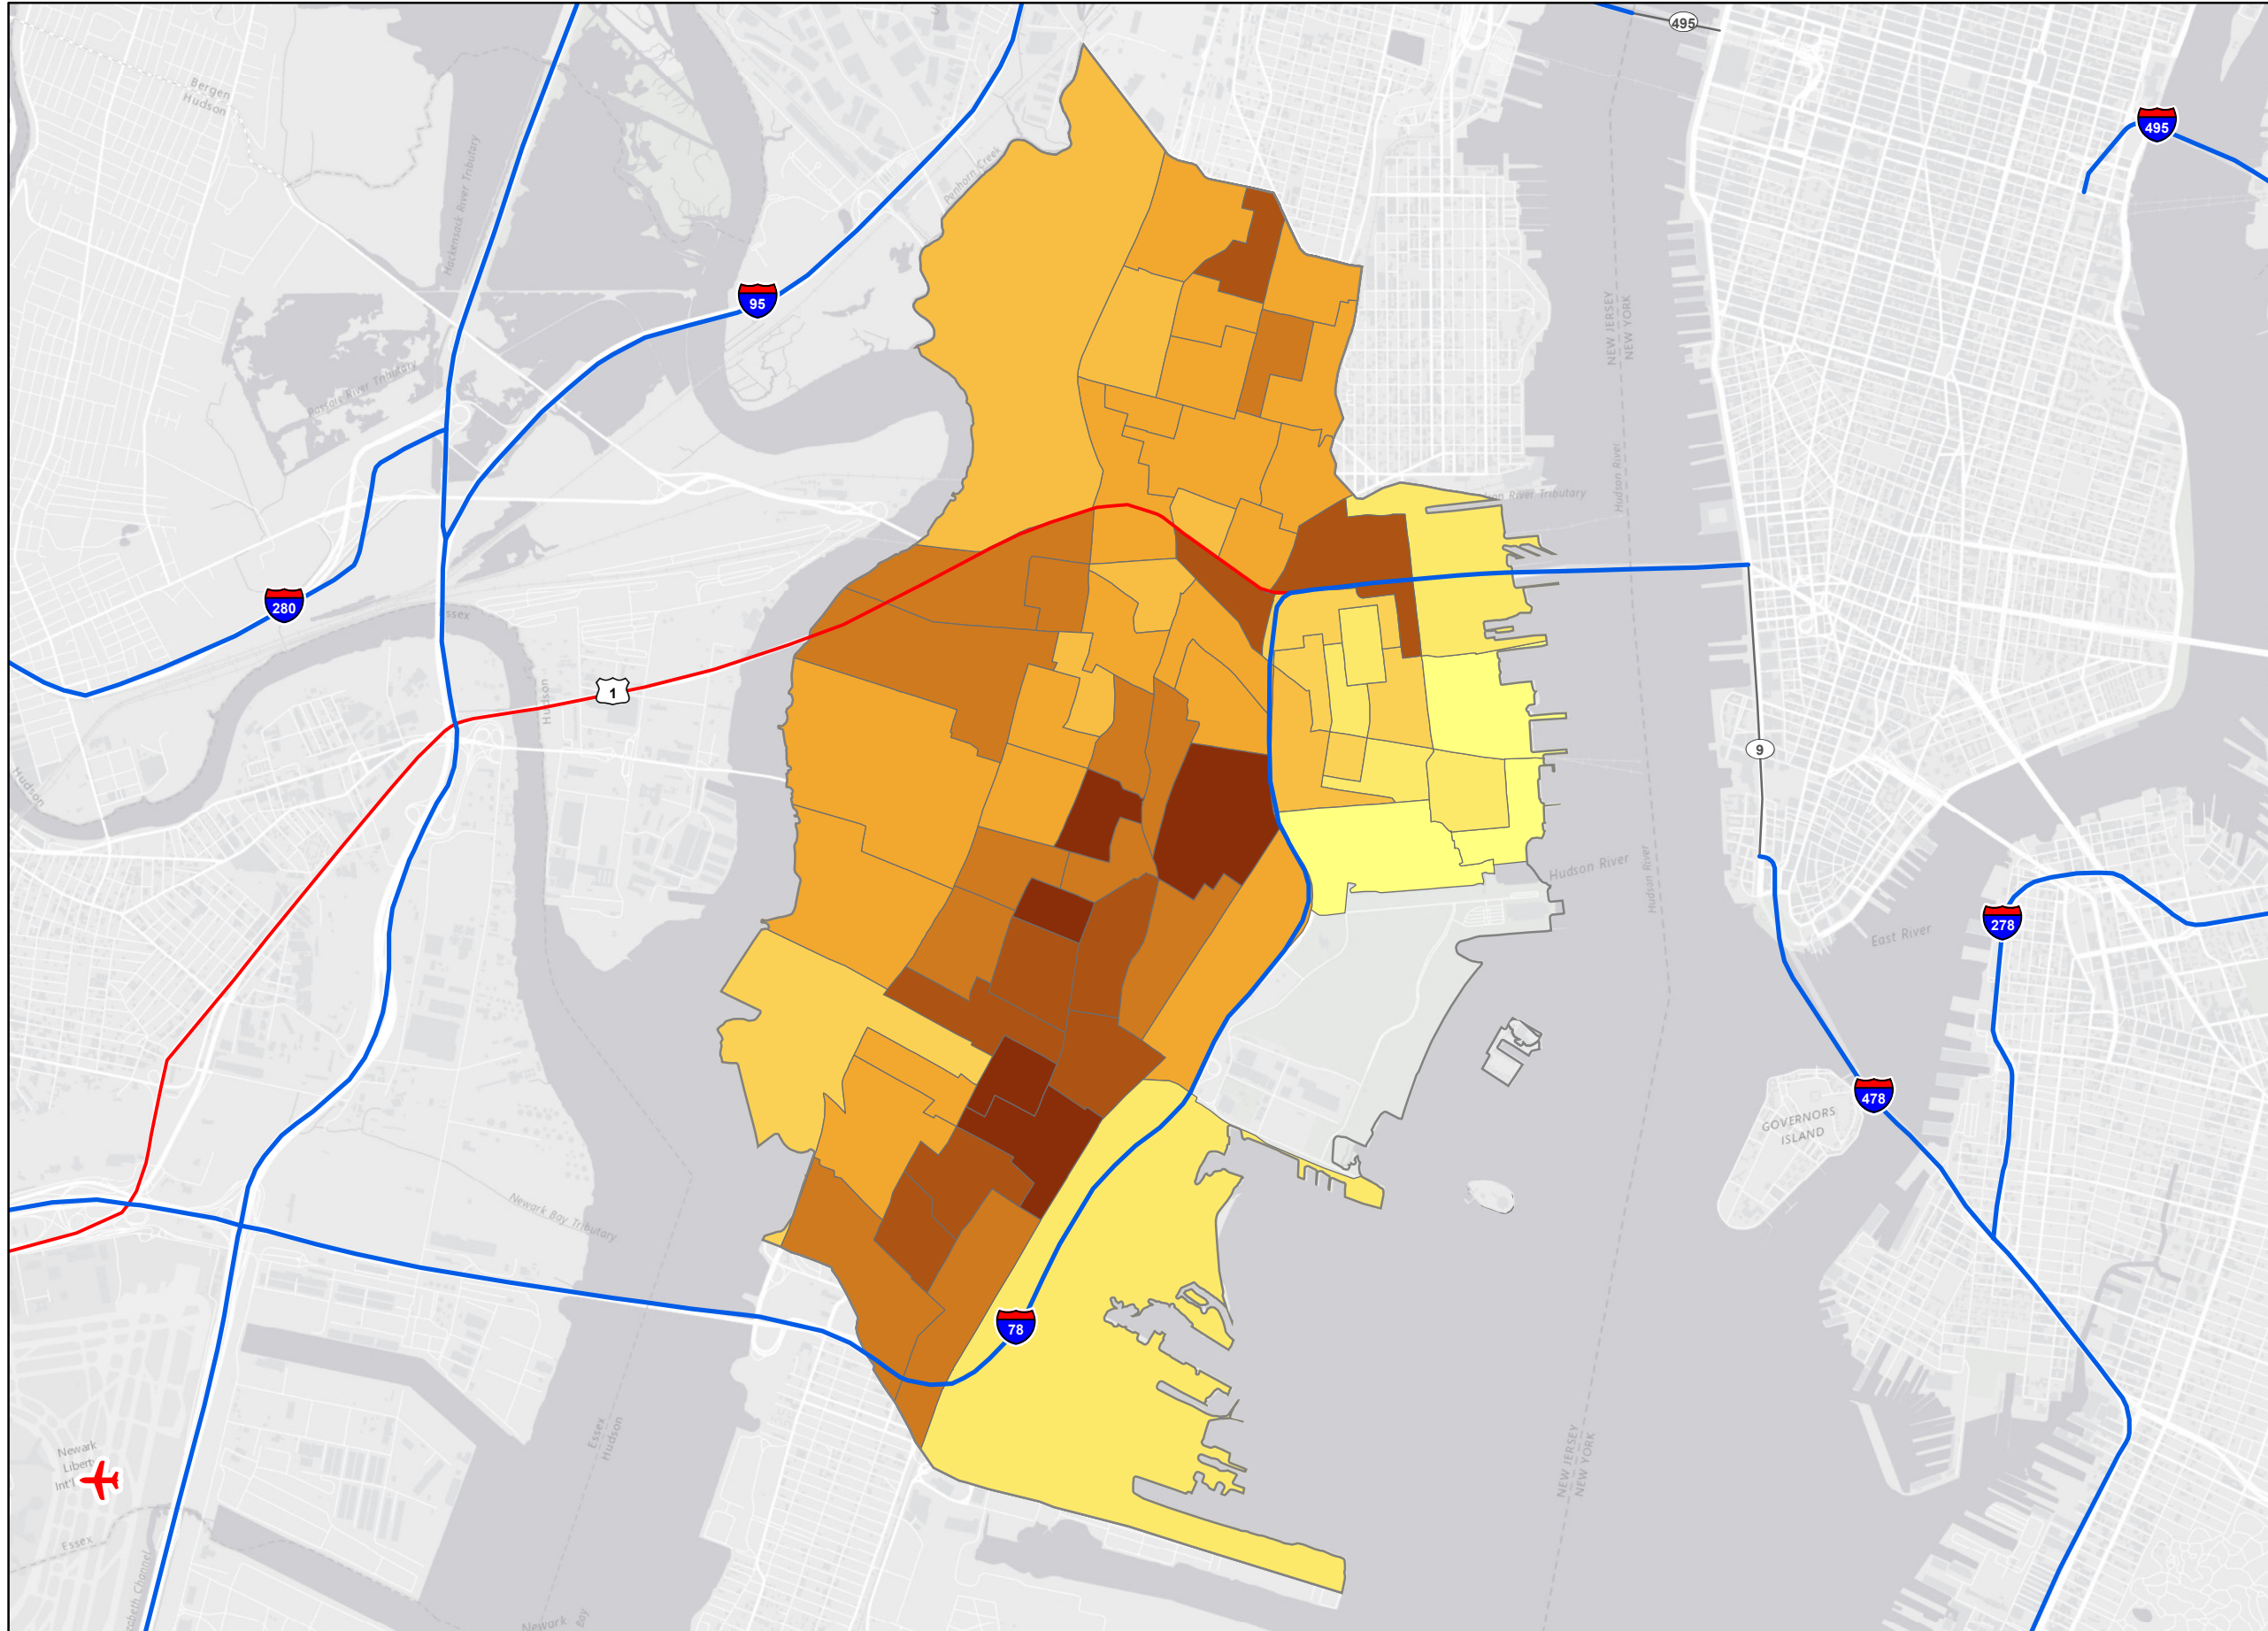 495
Bergen
Hudson
495
Hackensack River Tributary
Penhorn Creek
95
NEW JERSEY
NEW YORK
Passaic River Tributary
Hudson River
280
Essex
Hudson
1
9
Hudson
Hudson River
Hudson River
278
East River
478
GOVERNORS
ISLAND
Newark Bay Tributary
78
Essex
Hudson
NEW JERSEY
NEW YORK
Newark
Essex
Newark
Bay